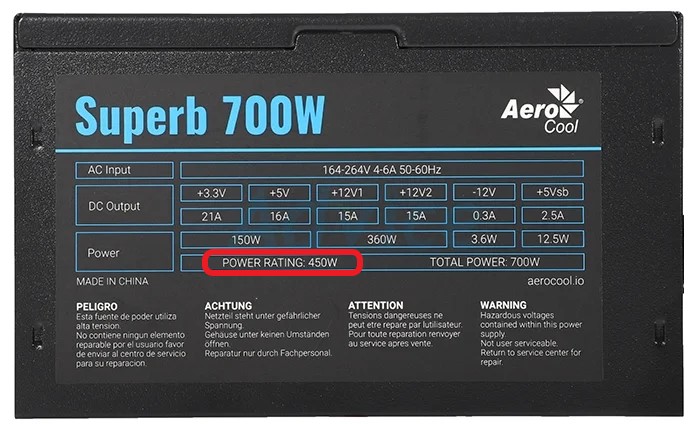 Superb 700W
Aero
Cool
AC Input 164-264V 4-6A 50-60Hz
DC Output +3.3V +5V +12V1 +12V2 -12V +5Vsb
21A 16A 15A 15A 0.3A 2.5A
Power 150W 360W 3.6W 12.5W
POWER RATING: 450W TOTAL POWER: 700W
MADE IN CHINA aerocool.io
PELIGRO
Esta fuente de poder utiliza
alta tension.
No contiene ningun elemento
reparable por el usuario favor
de enviar al centro de servicio
para su reparacion.
ACHTUNG
Netzteil steht unter gefährlicher
Spannung.
Gehäuse unter keinen Umständen
öffnen.
Reparatur nur durch Fachpersonal.
ATTENTION
Tensions dangereuses ne
peut etre repare par lutilisateur.
Pour toute reparation renvoyer
au service apres vente.
WARNING
Hazardous voltages
contained within this power
supply.
Not user serviceable.
Return to service center for
repair.